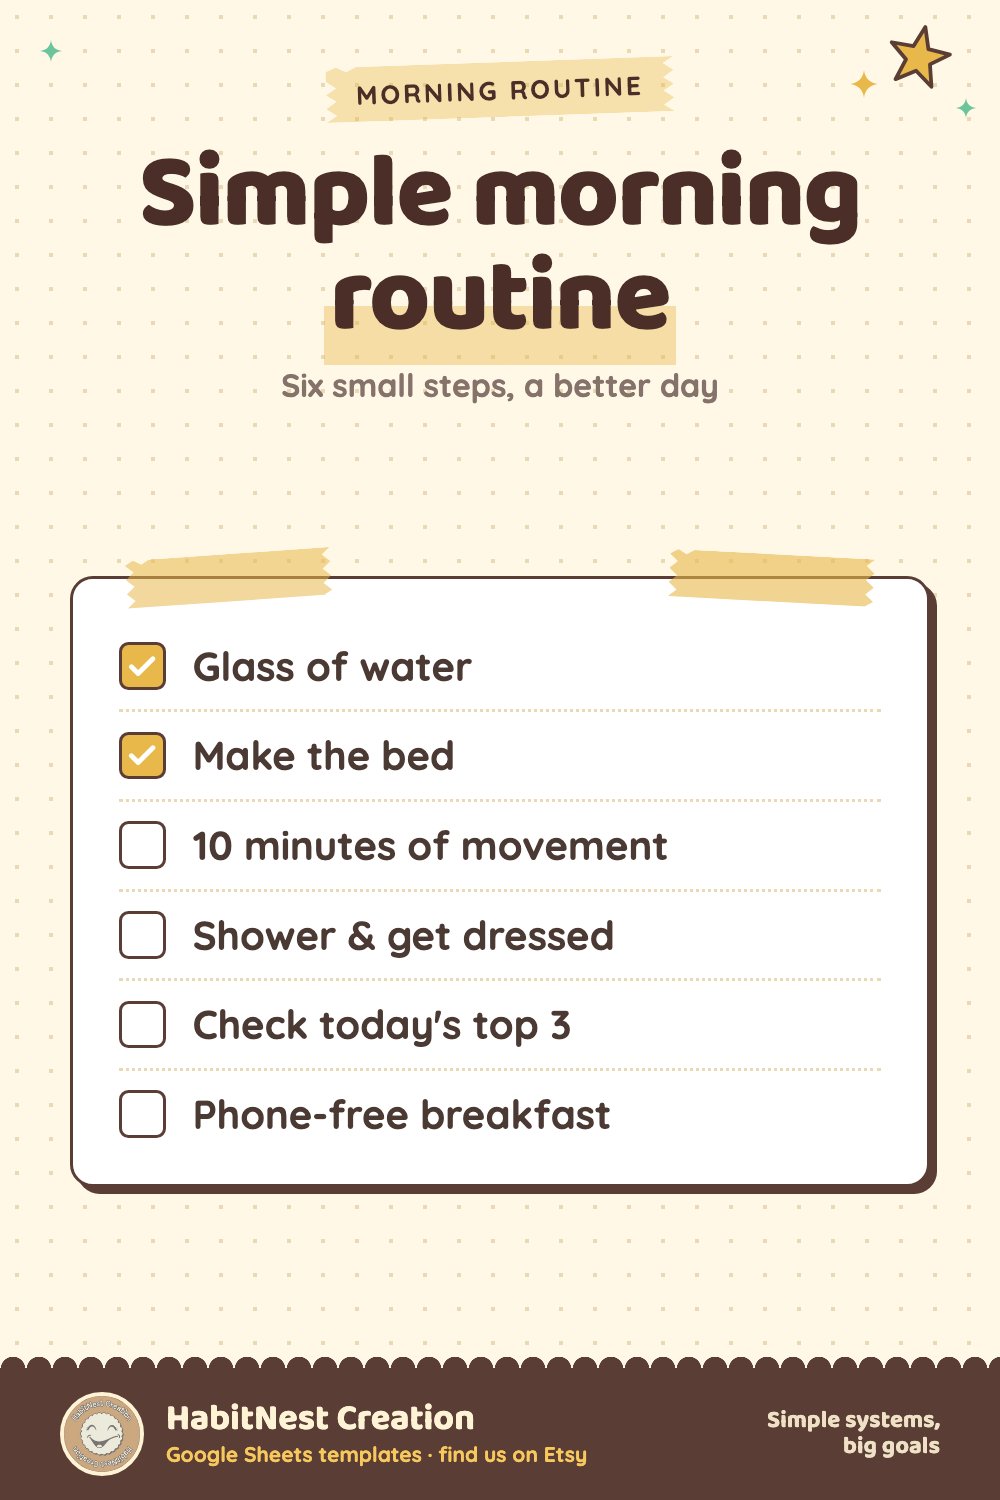 MORNING ROUTINE
Simple morning
routine
Six small steps, a better day
Glass of water
Make the bed
10 minutes of movement
Shower & get dressed
Check today's top 3
Phone-free breakfast
HabitNest Creation
HabitNest Creation
Google Sheets templates · find us on Etsy
Simple systems,
big goals